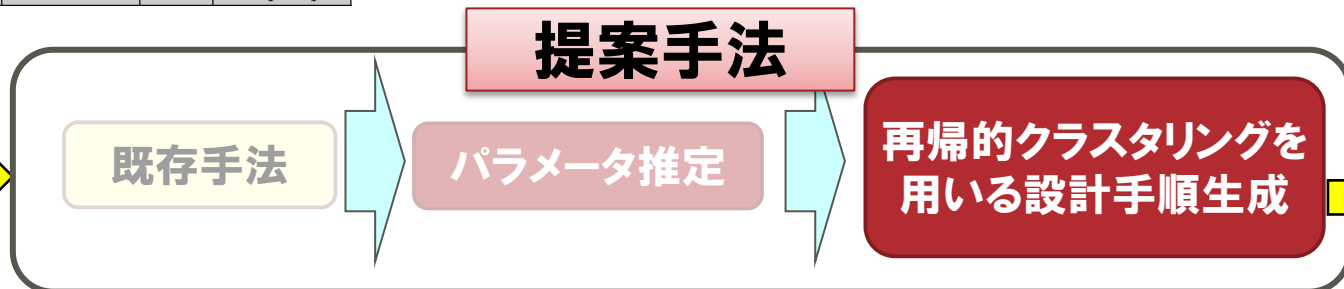 提案手法
既存手法
パラメータ推定
再帰的クラスタリングを
用いる設計手順生成